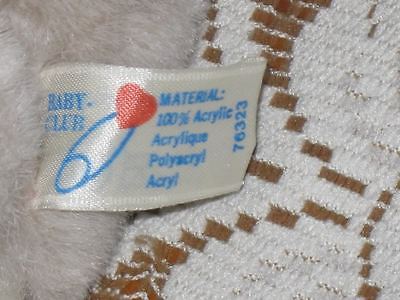 BABY-
CLUB
MATERIAL:
100% Acrylic
Acrylique
Polyacryl
Acryl
76323